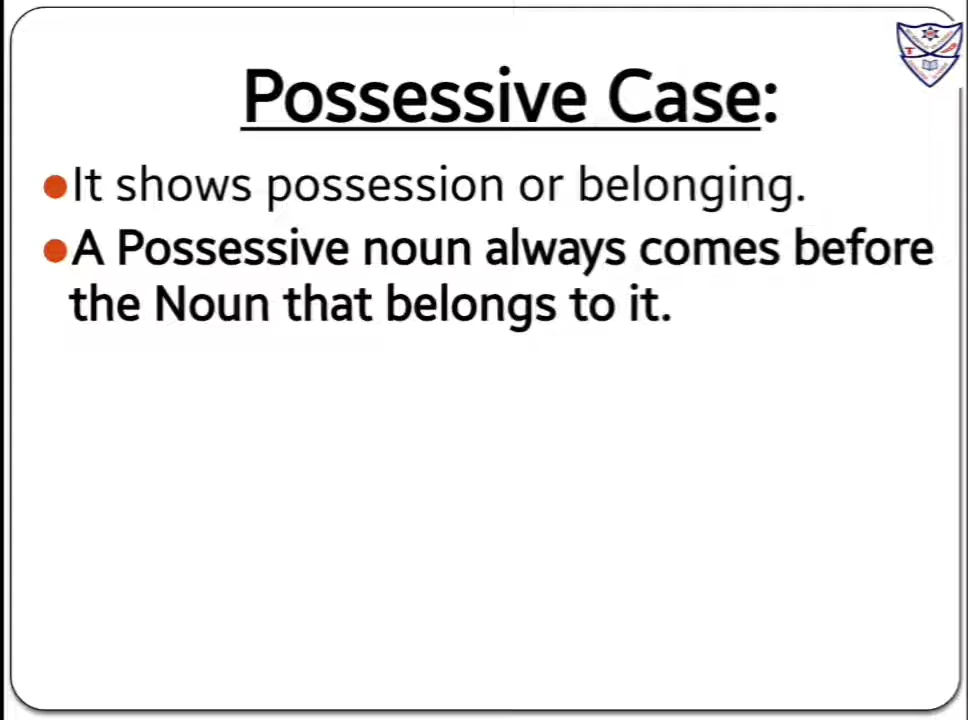 Possessive Case:
It shows possession or belonging.
A Possessive noun always comes before
the Noun that belongs to it.